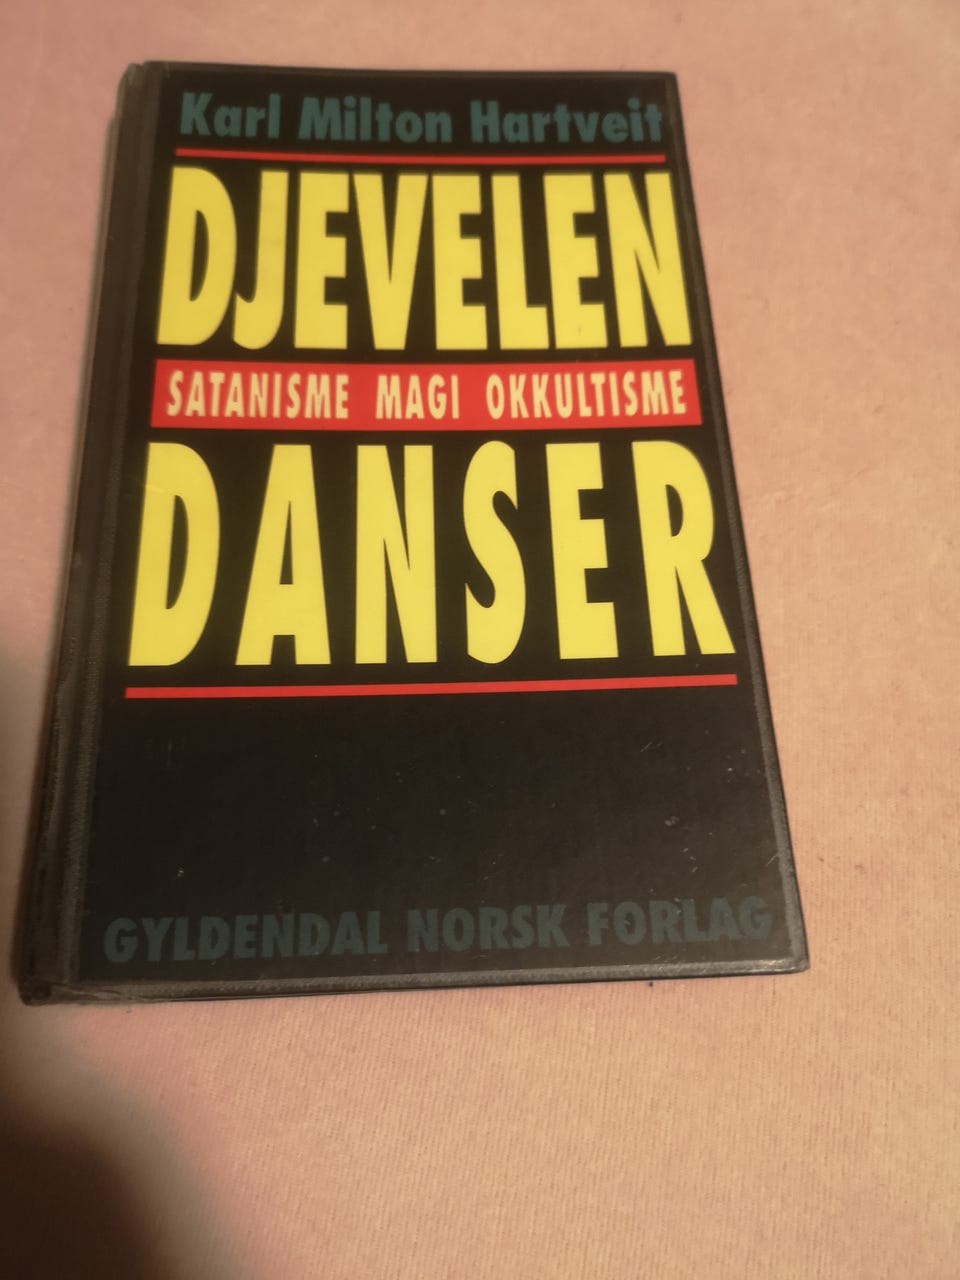 Karl Milton Hartveit
DJEVELEN
SATANISME MAGI OKKULTISME
DANSER
GYLDENDAL NORSK FORLAG